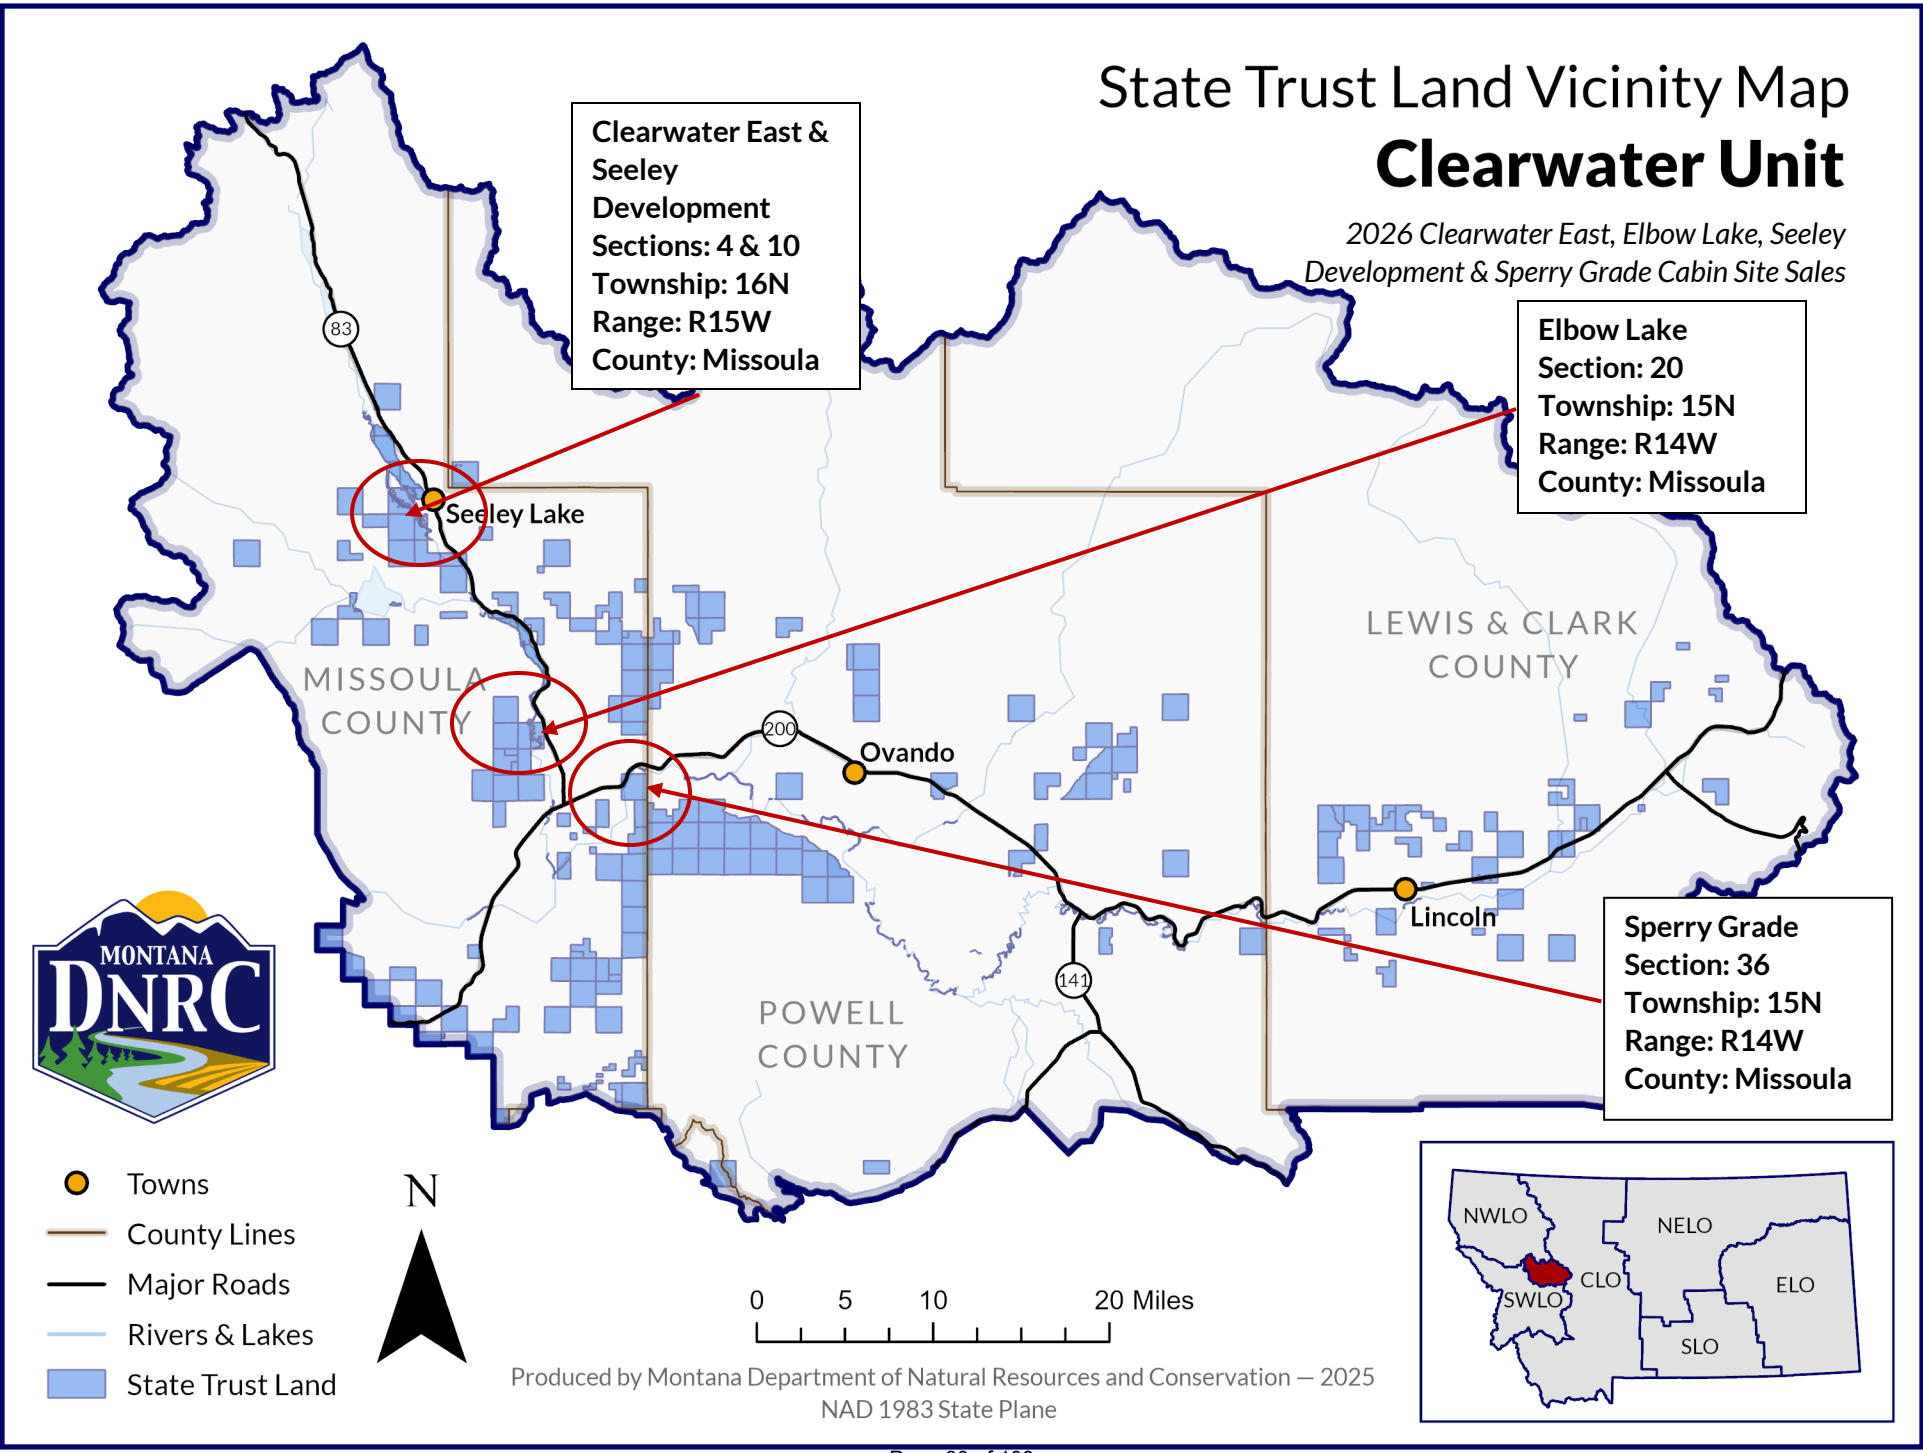 State Trust Land Vicinity Map
Clearwater Unit
2026 Clearwater East, Elbow Lake, Seeley
Development & Sperry Grade Cabin Site Sales
Clearwater East &
Seeley
Development
Sections: 4 & 10
Township: 16N
Range: R15W
County: Missoula
Elbow Lake
Section: 20
Township: 15N
Range: R14W
County: Missoula
83
Seeley Lake
LEWIS & CLARK
COUNTY
MISSOULA
COUNTY
200
Ovando
Lincoln
Sperry Grade
Section: 36
Township: 15N
Range: R14W
County: Missoula
141
POWELL
COUNTY
MONTANA
DNRC
Towns
County Lines
Major Roads
Rivers & Lakes
State Trust Land
N
0 5 10 20 Miles
Produced by Montana Department of Natural Resources and Conservation — 2025
NAD 1983 State Plane
NWLO
NELO
CLO
ELO
SWLO
SLO